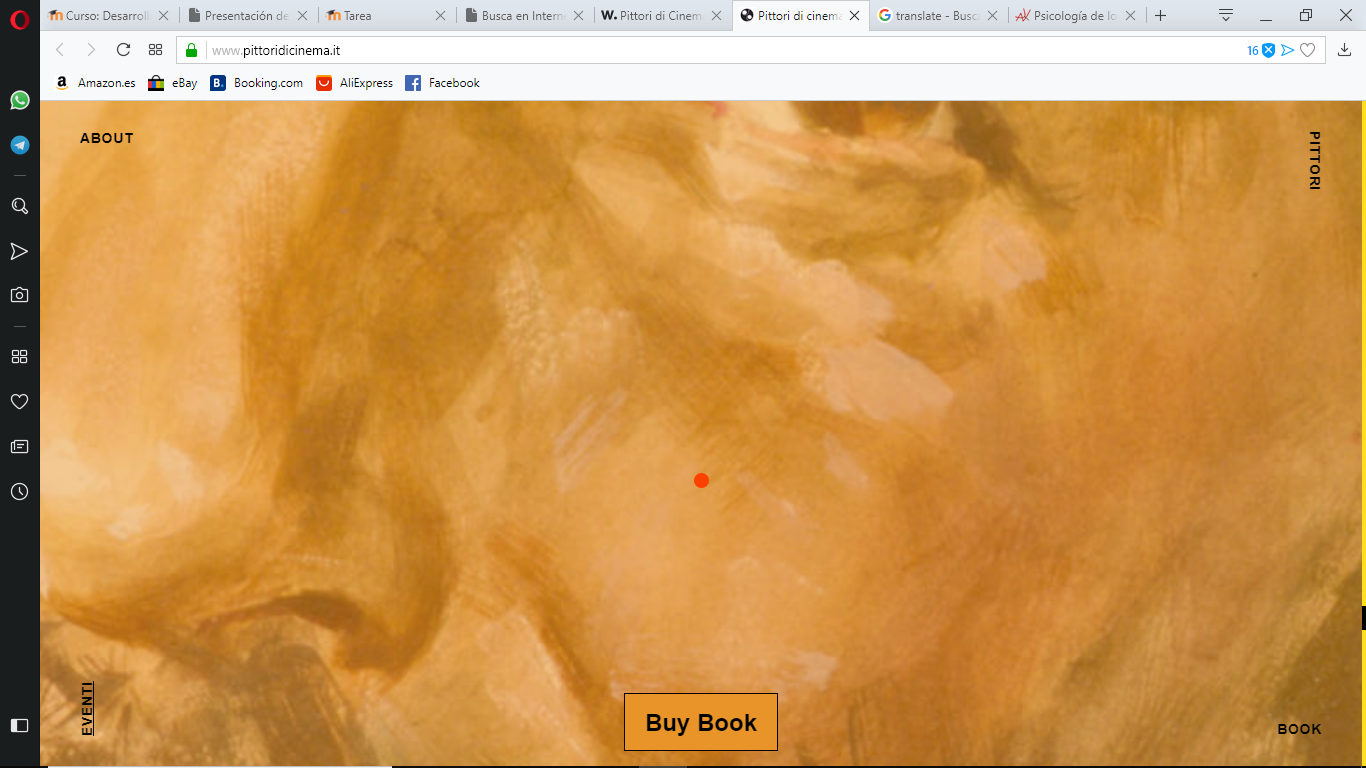 Curso: Desarroll
Presentación de
Tarea
Busca en Intern
W. Pittori di Cinem
Pittori di cinema
translate - Busc
Psicología de lo
www.pittoridicinema.it
16
a Amazon.es
eBay
B. Booking.com
AliExpress
Facebook
ABOUT
PITTORI
EVENTI
Buy Book
BOOK